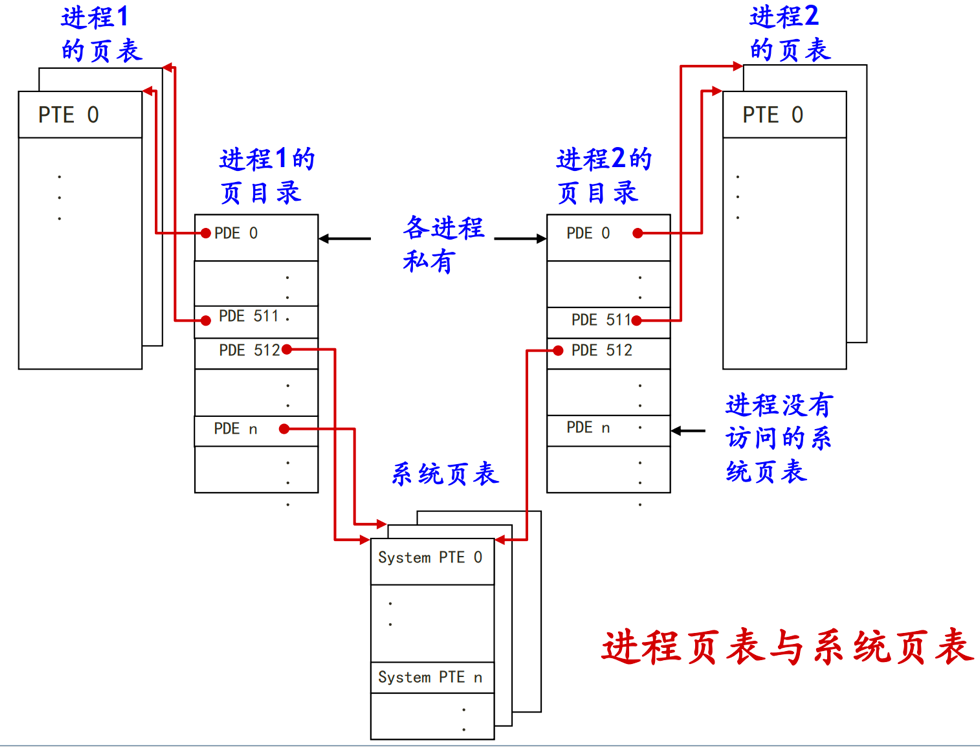 进程1
的页表
进程2
的页表
PTE 0
PTE 0
进程1的
页目录
进程2的
页目录
PDE 0
各进程
私有
PDE 0
PDE 511
PDE 511
PDE 512
PDE 512
进程没有
访问的系
统页表
PDE n
PDE n
系统页表
System PTE 0
System PTE n
进程页表与系统页表